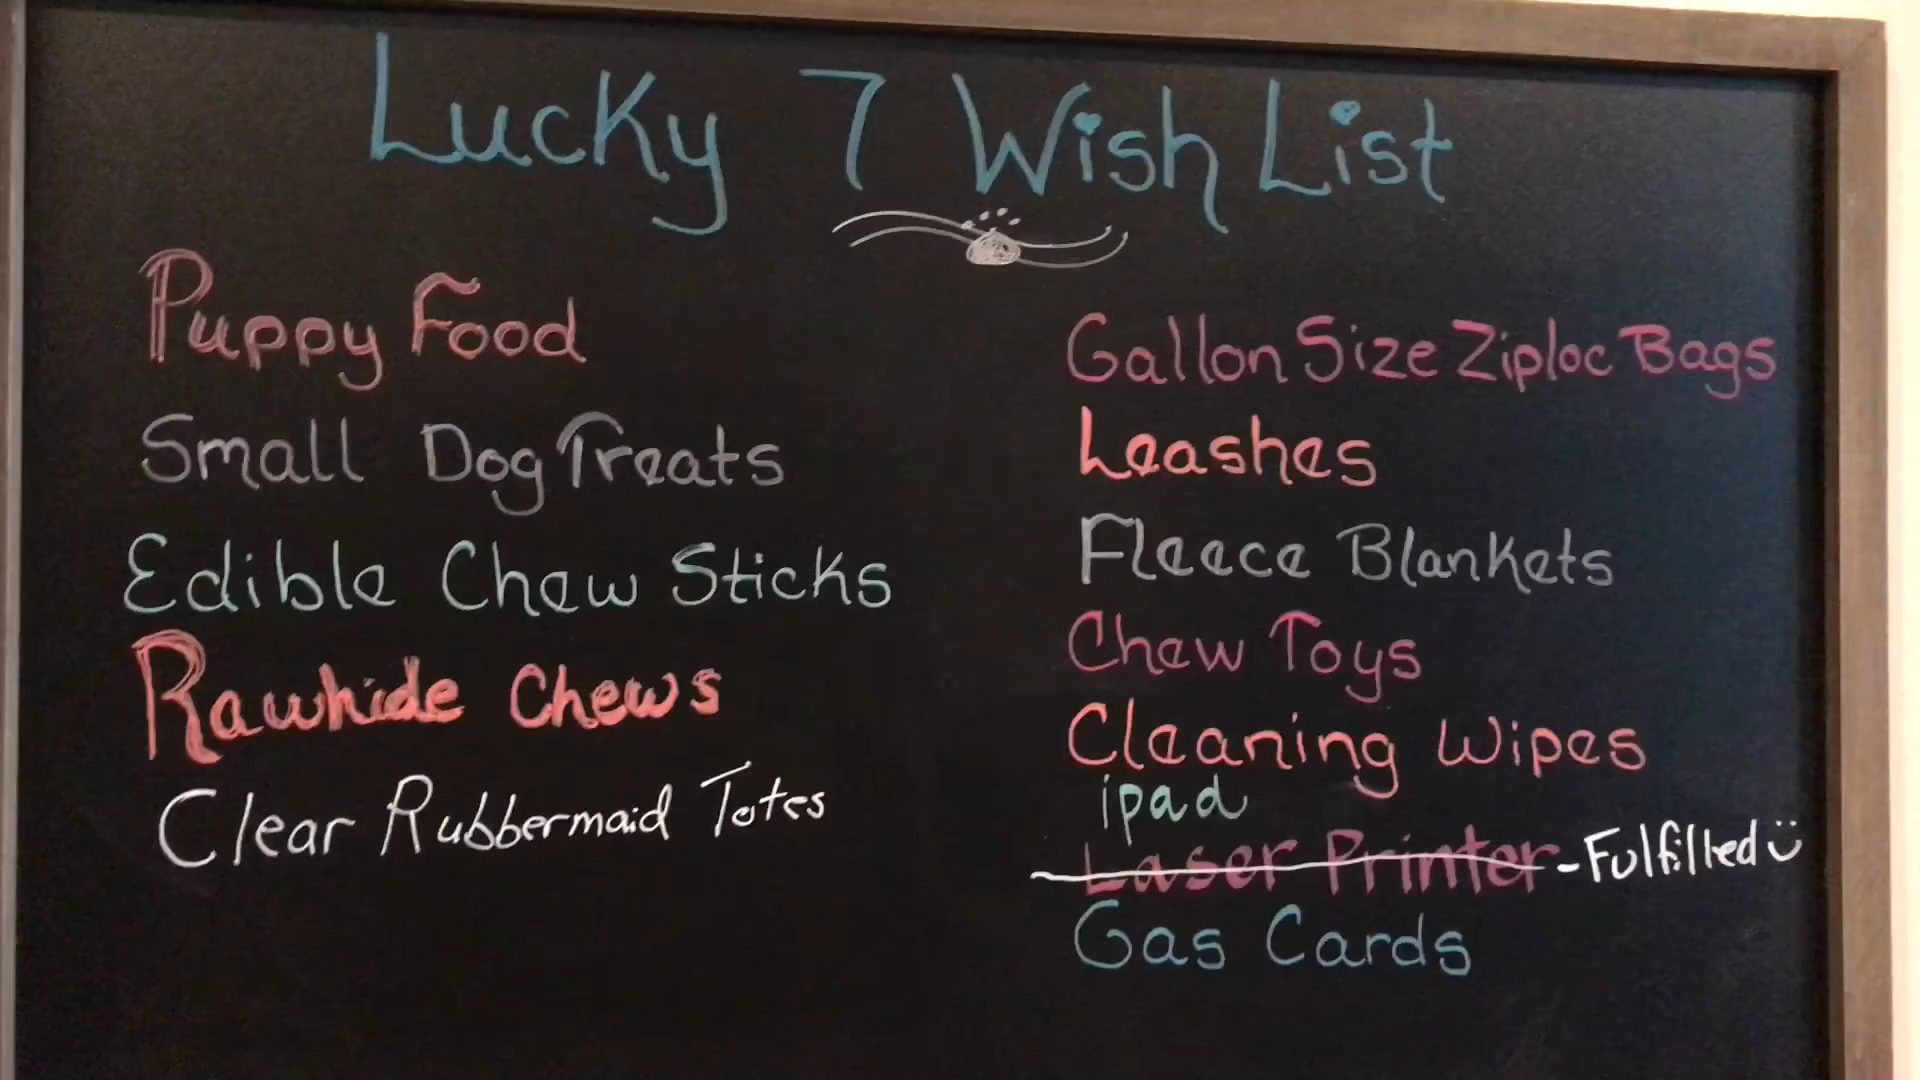 Lucky 7 Wish List
Puppy Food
Small Dog Treats
Edible Chew Sticks
Rawhide Chews
Clear Rubbermaid Totes
Gallon Size Ziploc Bags
Leashes
Fleece Blankets
Chew Toys
Cleaning Wipes
ipad
Laser Printer - Fulfilled
Gas Cards